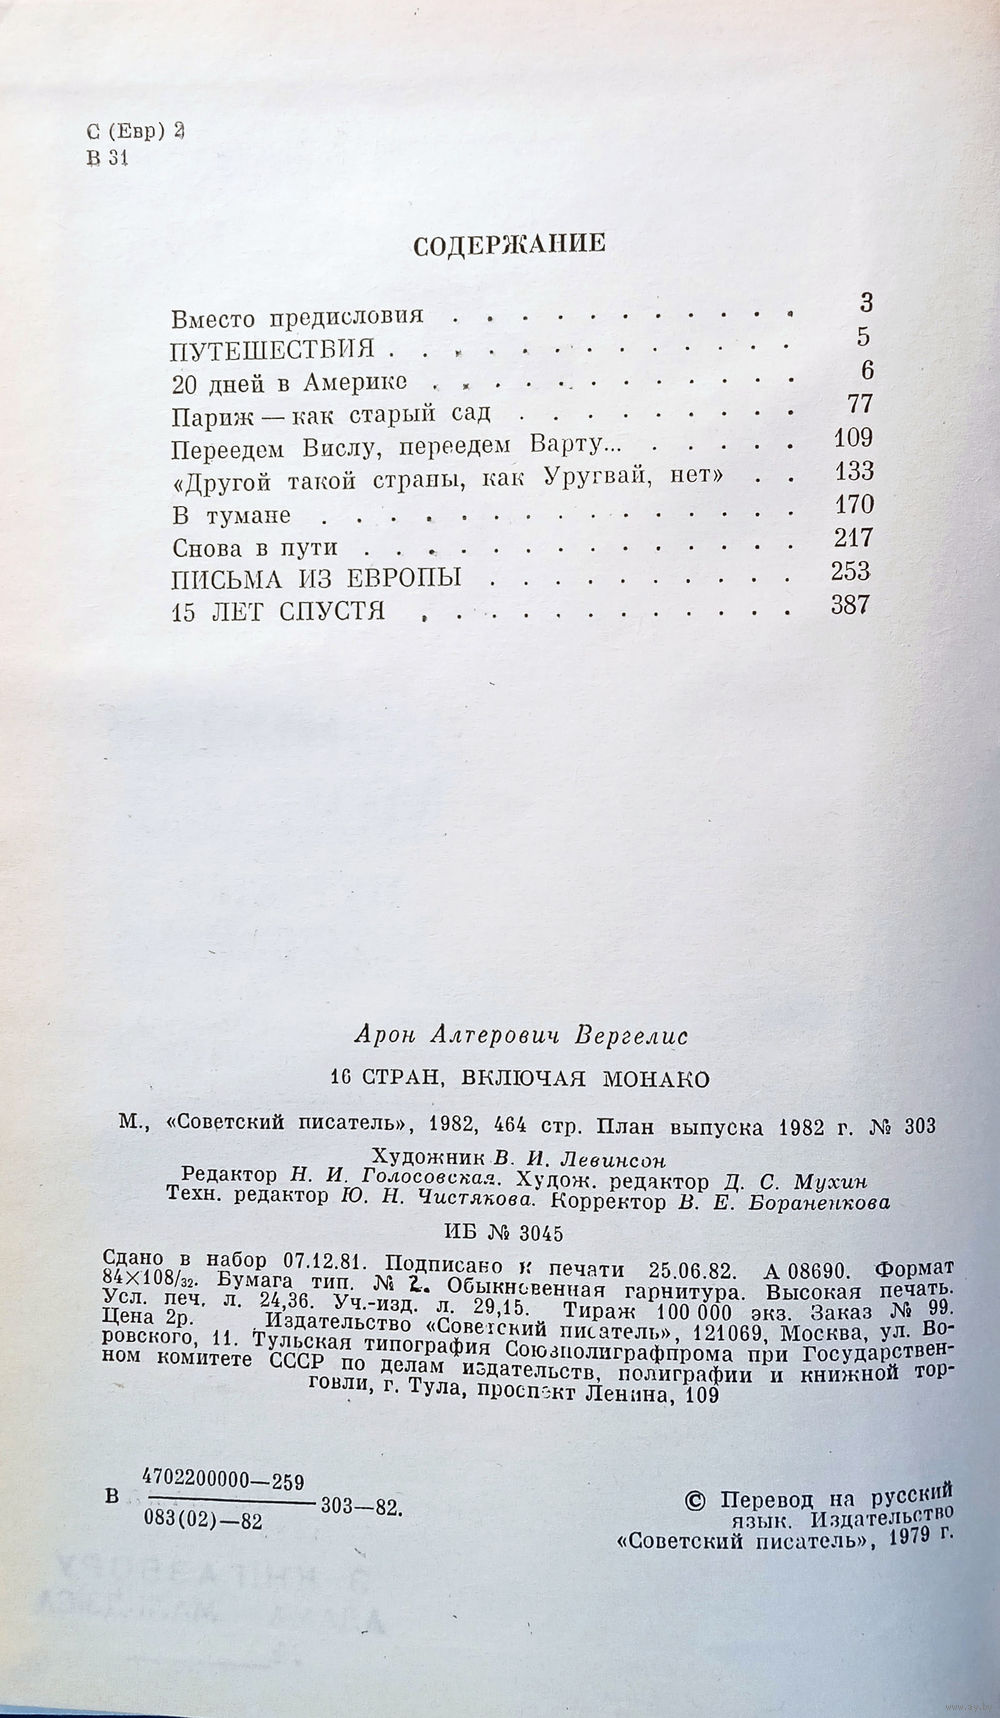 С (Евр) 2
В 31
СОДЕРЖАНИЕ
Вместо предисловия . . . . . . . . . . . 3
ПУТЕШЕСТВИЯ . . . . . . . . . . . . . 5
20 дней в Америке . . . . . . . . . . . 6
Париж — как старый сад . . . . . . . . . 77
Переедем Вислу, переедем Варту... . . . . . 109
«Другой такой страны, как Уругвай, нет» . . 133
В тумане . . . . . . . . . . . . . . . 170
Снова в пути . . . . . . . . . . . . . 217
ПИСЬМА ИЗ ЕВРОПЫ . . . . . . . . . . 253
15 ЛЕТ СПУСТЯ . . . . . . . . . . . . 387
Арон Алтерович Вергелис
16 СТРАН, ВКЛЮЧАЯ МОНАКО
М., «Советский писатель», 1982, 464 стр. План выпуска 1982 г. № 303
Художник В. И. Левинсон
Редактор Н. И. Голосовская. Худож. редактор Д. С. Мухин
Техн. редактор Ю. Н. Чистякова. Корректор В. Е. Бораненкова
ИБ № 3045
Сдано в набор 07.12.81. Подписано к печати 25.06.82. А 08690. Формат
84×108/32. Бумага тип. № 2. Обыкновенная гарнитура. Высокая печать.
Усл. печ. л. 24,36. Уч.-изд. л. 29,15. Тираж 100 000 экз. Заказ № 99.
Цена 2р. Издательство «Советский писатель», 121069, Москва, ул. Во-
ровского, 11. Тульская типография Союзполиграфпрома при Государствен-
ном комитете СССР по делам издательств, полиграфии и книжной тор-
говли, г. Тула, проспект Ленина, 109
В 4702200000—259
083(02)—82 303—82.
© Перевод на русский
язык. Издательство
«Советский писатель», 1979 г.
www.ay.by